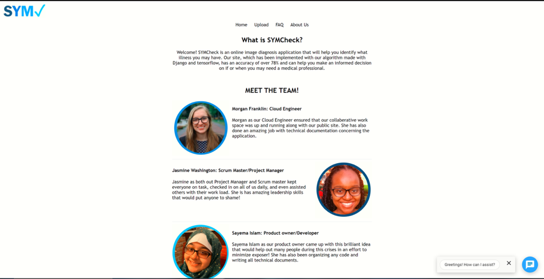 SYM✓
Home Upload FAQ About Us
What is SYMCheck?
Welcome! SYMCheck is an online image diagnosis application that will help you identify what
illness you may have. Our site, which has been implemented with our algorithm made with
Django and tensorflow, has an accuracy of over 78% and can help you make an informed decision
on if or when you may need a medical professional.
MEET THE TEAM!
Morgan Franklin: Cloud Engineer
Morgan as our Cloud Engineer ensured that our collaborative work
space was up and running along with our public site. She has also
done an amazing job with technical documentation concerning the
application.
Jasmine Washington: Scrum Master/Project Manager
Jasmine as both out Project Manager and Scrum master kept
everyone on task, checked in on all of us daily, and even assisted
others with their work load. She is has amazing leadership skills
that would put anyone to shame!
Sayema Islam: Product owner/Developer
Sayema Islam as our product owner came up with this brilliant idea
that would help out many people during this crises in an effort to
minimize exposer! She has also been organizing any code and
writing all technical documents.
Greetings! How can I assist?